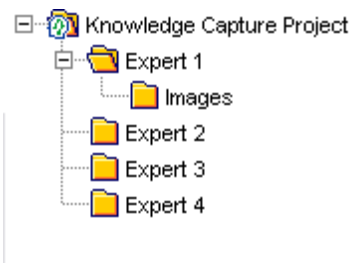 Knowledge Capture Project
Expert 1
Images
Expert 2
Expert 3
Expert 4